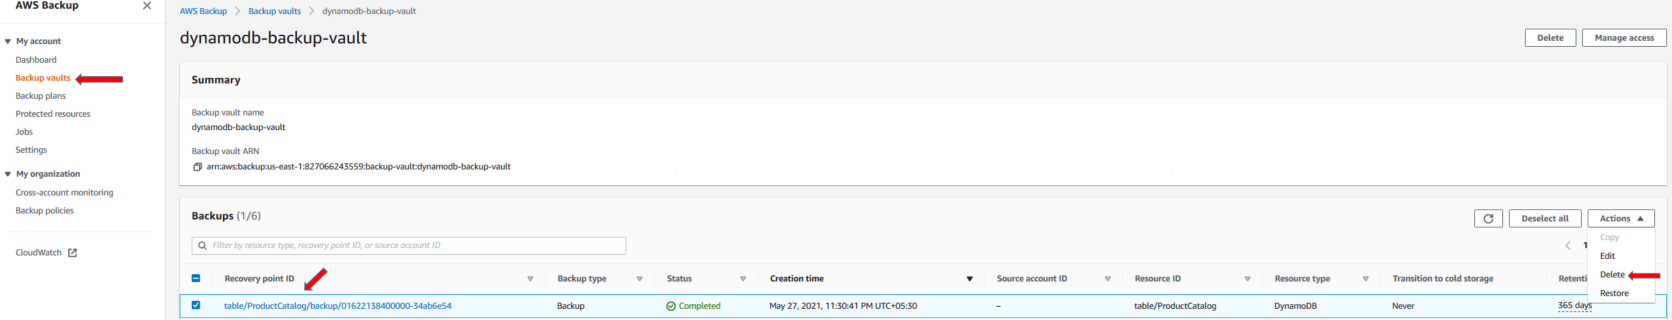 AWS Backup
My account
Dashboard
Backup vaults
Backup plans
Protected resources
Jobs
Settings
My organization
Cross-account monitoring
Backup policies
CloudWatch
AWS Backup > Backup vaults > dynamodb-backup-vault
dynamodb-backup-vault
Delete Manage access
Summary
Backup vault name
dynamodb-backup-vault
Backup vault ARN
arn:aws:backup:us-east-1:827066243559:backup-vault:dynamodb-backup-vault
Backups (1/6)
Deselect all Actions
Filter by resource type, recovery point ID, or source account ID
1
Copy
Edit
Delete
Restore
Recovery point ID Backup type Status Creation time Source account ID Resource ID Resource type Transition to cold storage Retenti
table/ProductCatalog/backup/01622138400000-34ab6e54 Backup Completed May 27, 2021, 11:30:41 PM UTC+05:30 – table/ProductCatalog DynamoDB Never 365 days